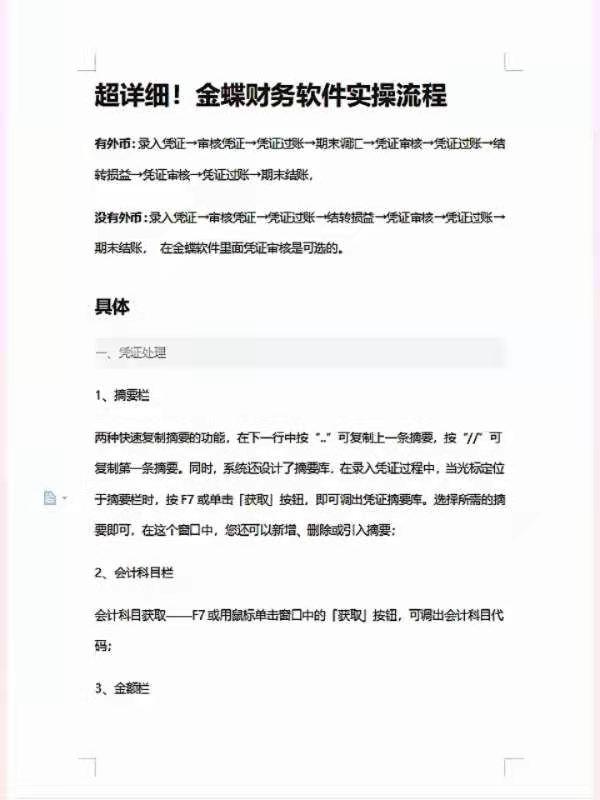 超详细！金蝶财务软件实操流程
有外币：录入凭证→审核凭证→凭证过账→期末调汇→凭证审核→凭证过账→结
转损益→凭证审核→凭证过账→期末结账，
没有外币：录入凭证→审核凭证→凭证过账→结转损益→凭证审核→凭证过账→
期末结账， 在金蝶软件里面凭证审核是可选的。
具体
一、凭证处理
1、摘要栏
两种快速复制摘要的功能，在下一行中按“..”可复制上一条摘要，按“//”可
复制第一条摘要。同时，系统还设计了摘要库，在录入凭证过程中，当光标定位
于摘要栏时，按 F7 或单击「获取」按钮，即可调出凭证摘要库。选择所需的摘
要即可，在这个窗口中，您还可以新增、删除或引入摘要；
2、会计科目栏
会计科目获取——F7 或用鼠标单击窗口中的「获取」按钮，可调出会计科目代
码；
3、金额栏